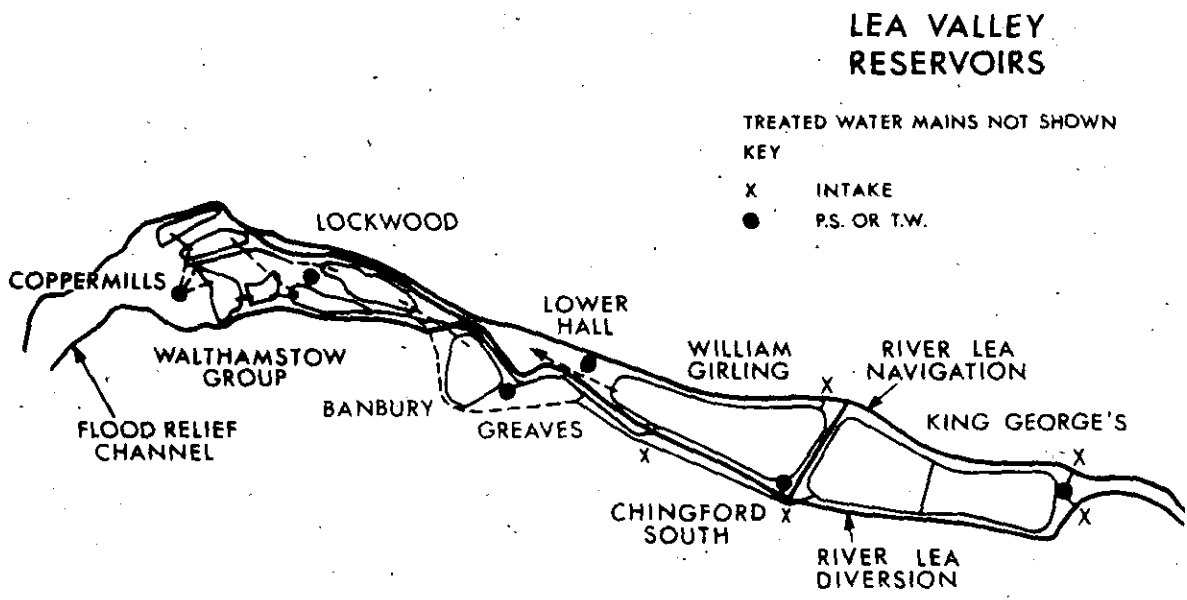 LEA VALLEY
RESERVOIRS
TREATED WATER MAINS NOT SHOWN
KEY
X INTAKE
● P.S. OR T.W.
LOCKWOOD
COPPERMILLS
LOWER
HALL
WALTHAMSTOW
GROUP
WILLIAM
GIRLING
RIVER LEA
NAVIGATION
BANBURY
GREAVES
KING GEORGE'S
FLOOD RELIEF
CHANNEL
X
X
X
X
X
CHINGFORD
SOUTH
RIVER LEA
DIVERSION